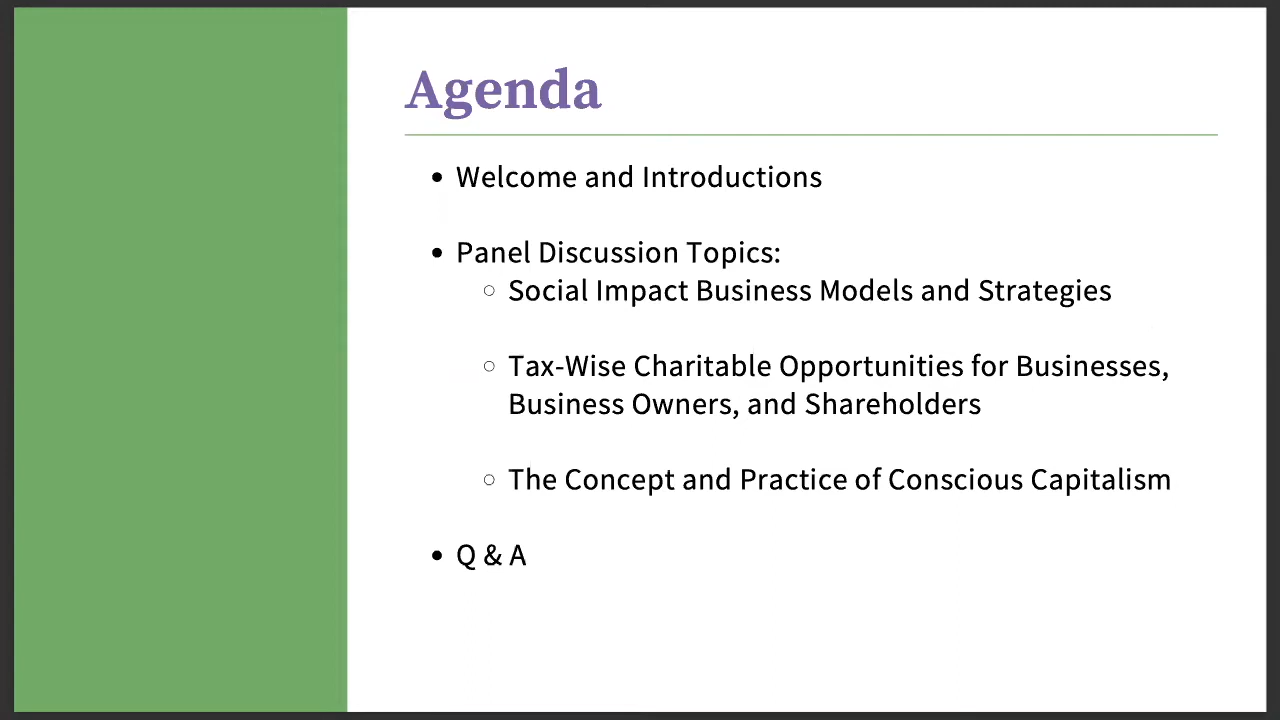 Agenda
• Welcome and Introductions
• Panel Discussion Topics:
○ Social Impact Business Models and Strategies
○ Tax-Wise Charitable Opportunities for Businesses,
Business Owners, and Shareholders
○ The Concept and Practice of Conscious Capitalism
• Q & A